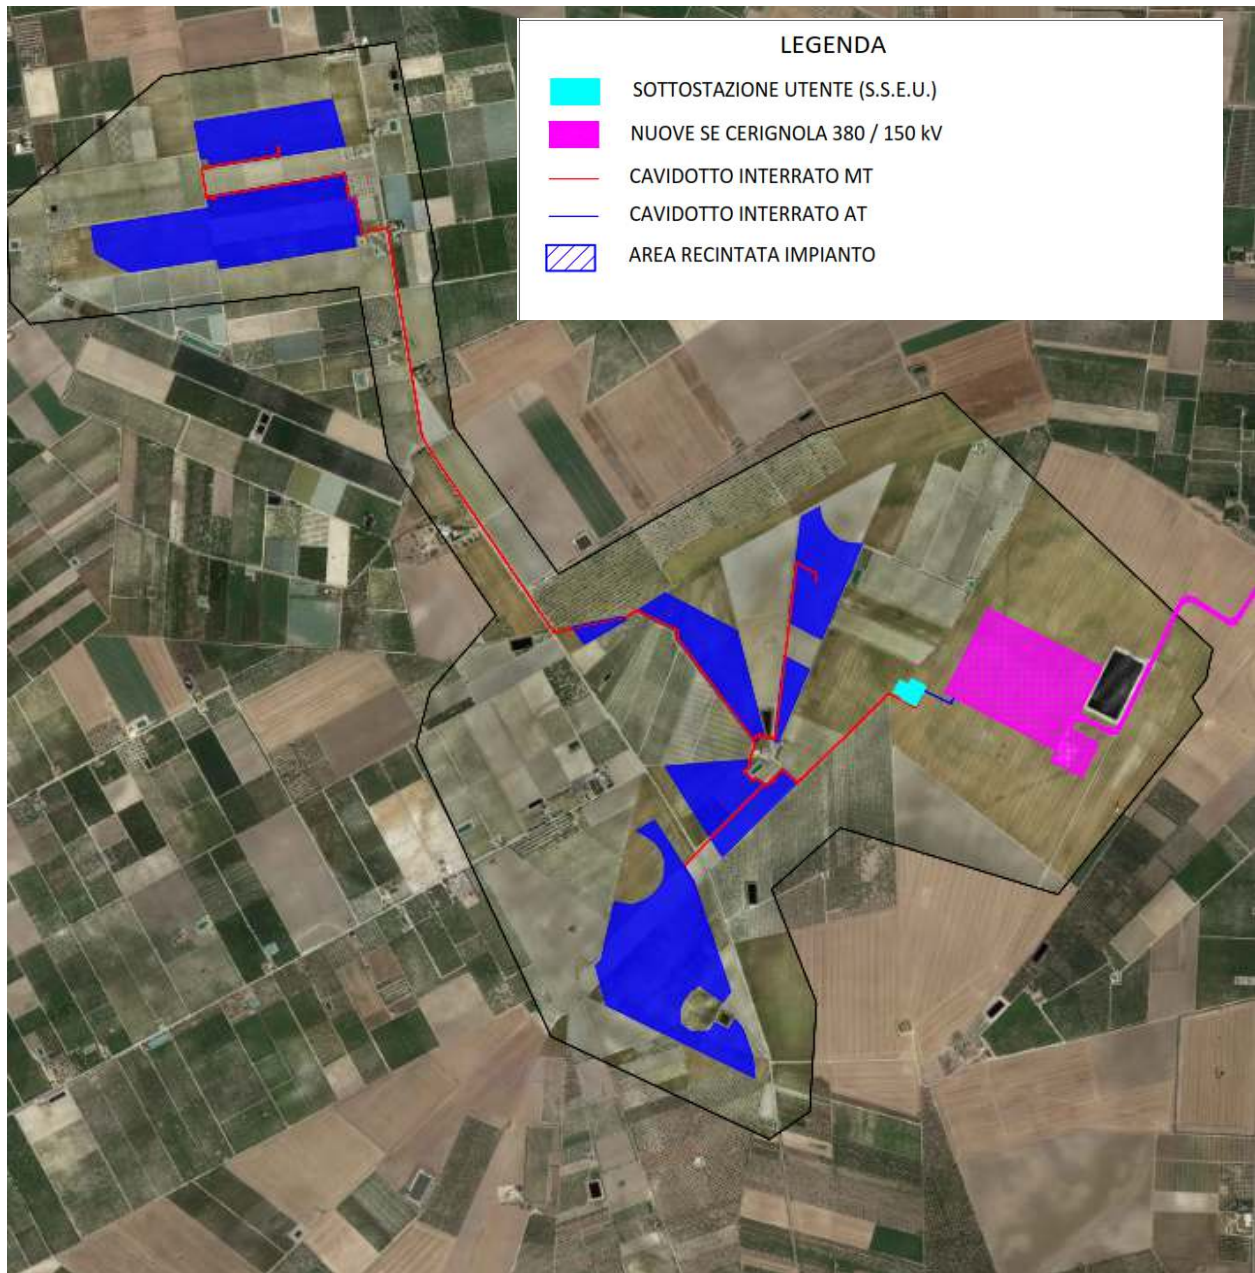 LEGENDA
SOTTOSTAZIONE UTENTE (S.S.E.U.)
NUOVE SE CERIGNOLA 380 / 150 kV
CAVIDOTTO INTERRATO MT
CAVIDOTTO INTERRATO AT
AREA RECINTATA IMPIANTO